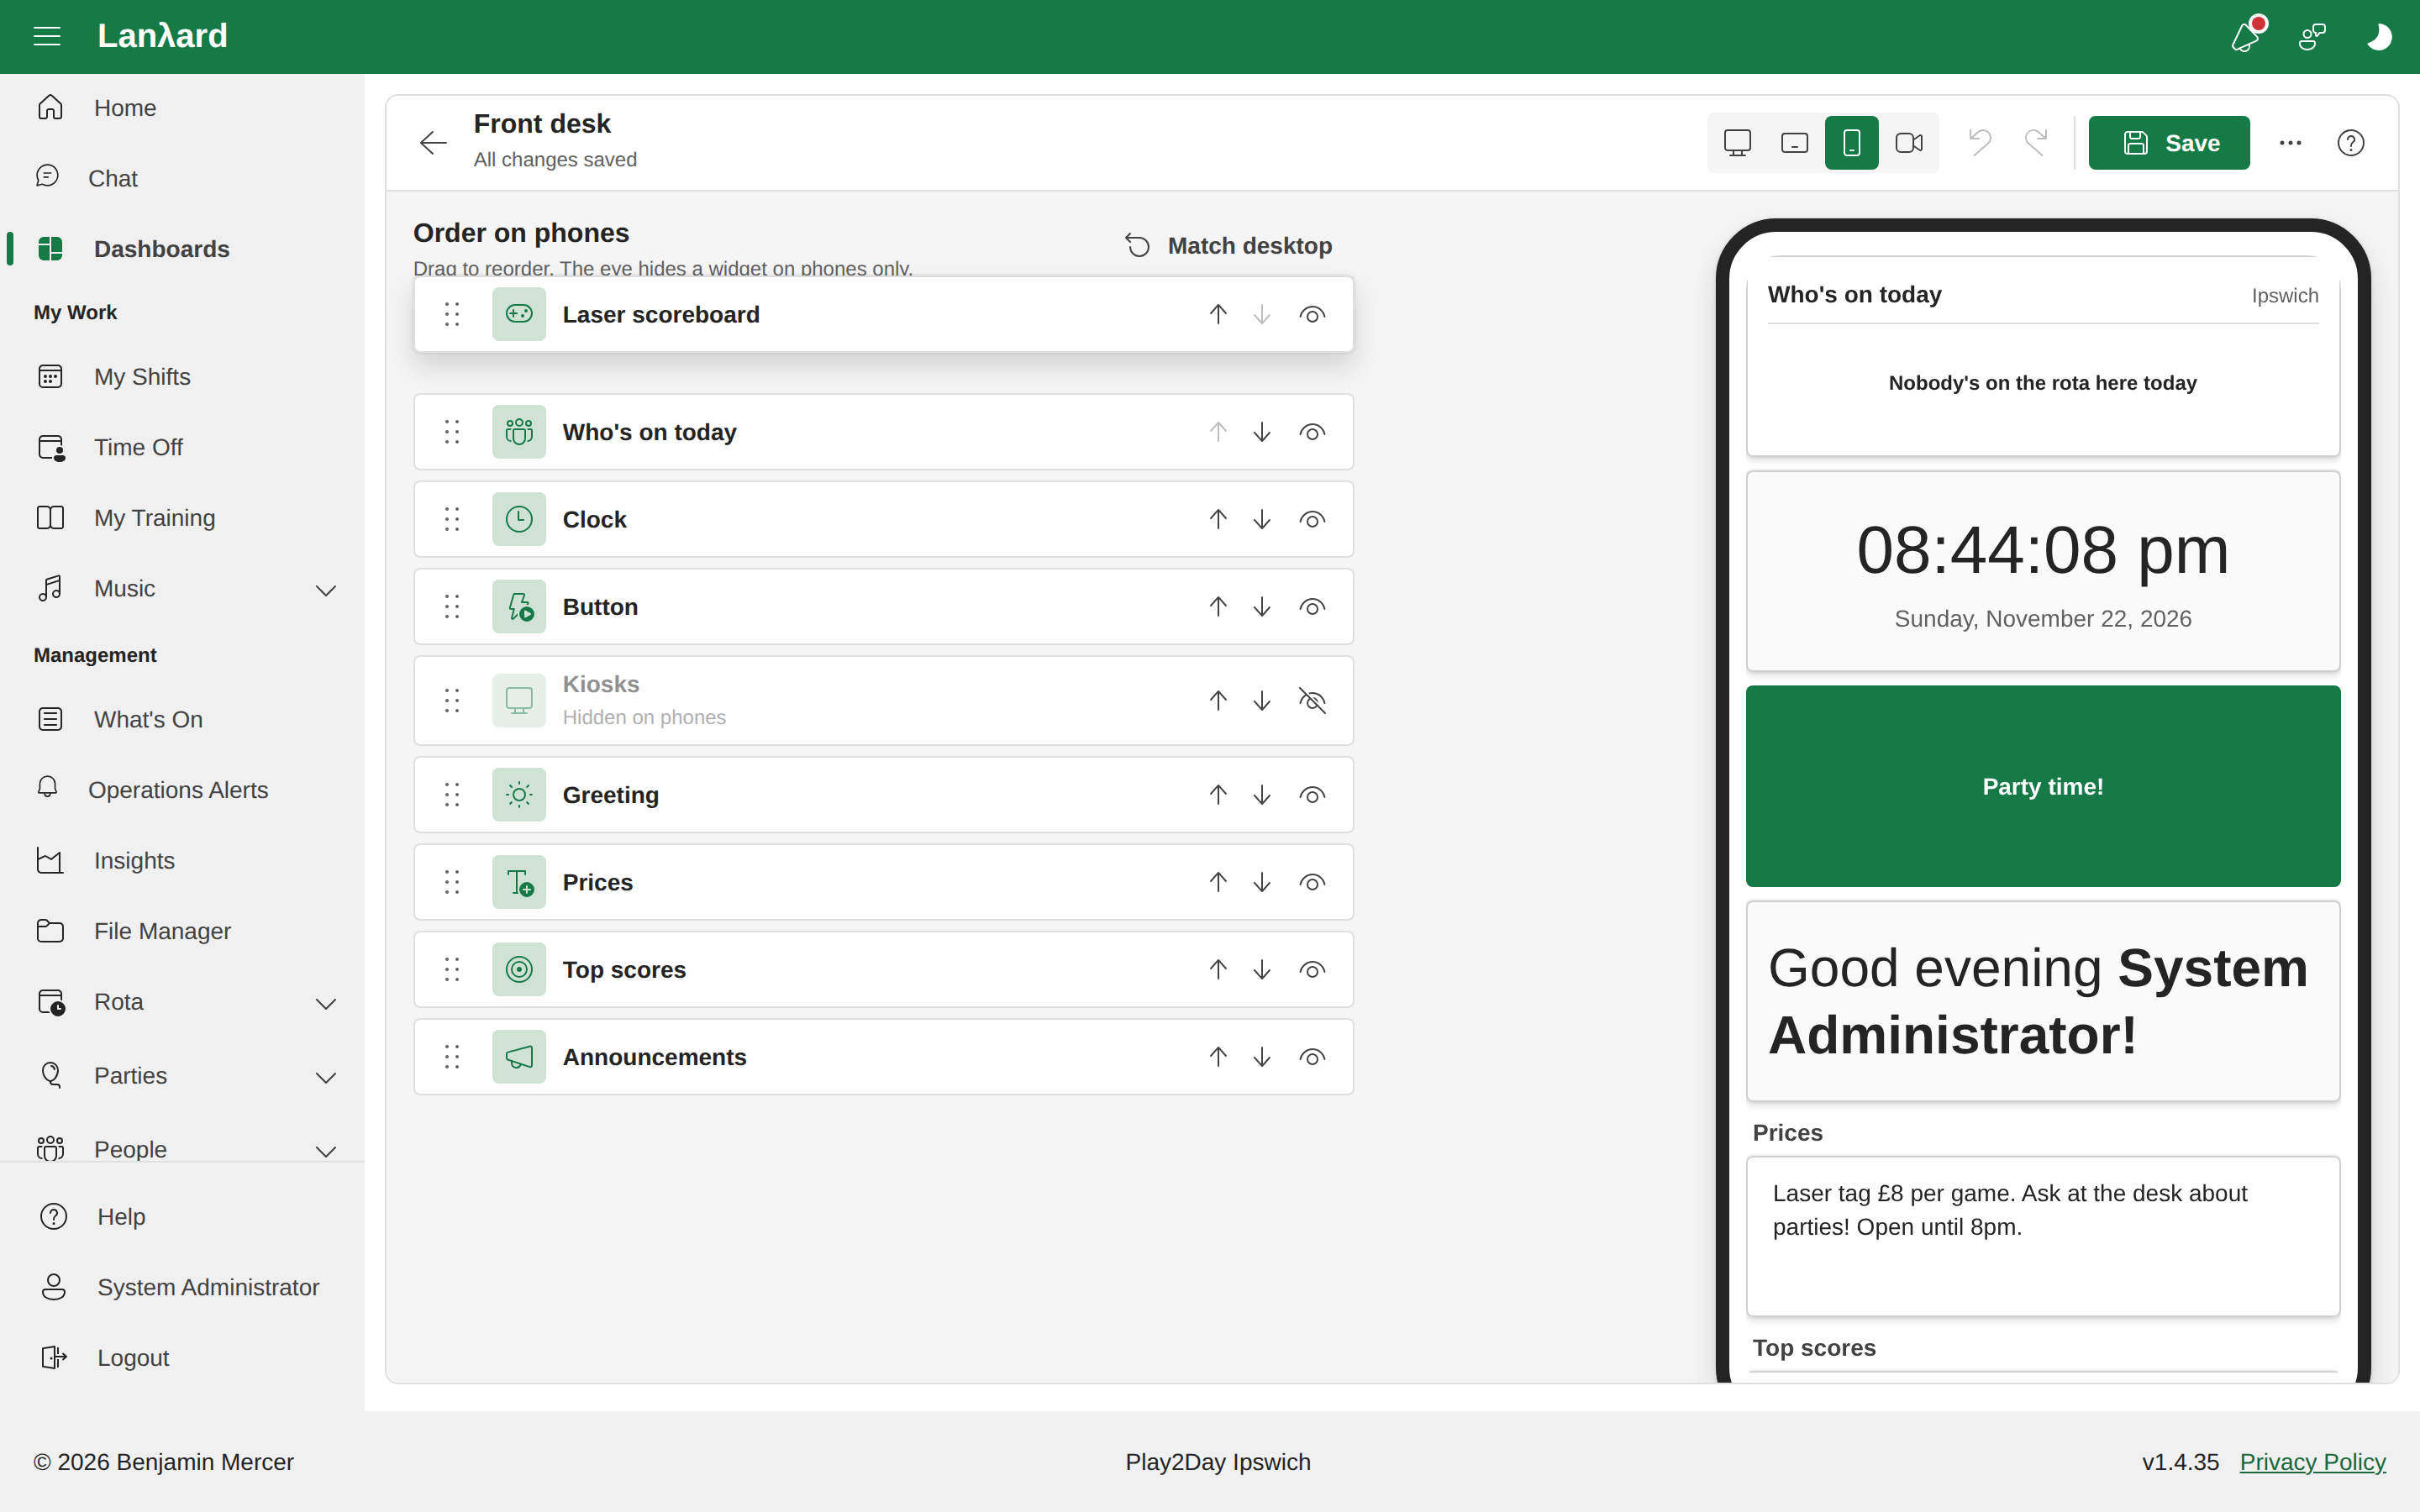 Lanλard
Home
Chat
Dashboards
My Work
My Shifts
Time Off
My Training
Music
Management
What's On
Operations Alerts
Insights
File Manager
Rota
Parties
People
Help
System Administrator
Logout
Front desk
All changes saved
Save
Order on phones
Drag to reorder. The eye hides a widget on phones only.
Match desktop
Laser scoreboard
Who's on today
Clock
Button
Kiosks
Hidden on phones
Greeting
Prices
Top scores
Announcements
Who's on today Ipswich
Nobody's on the rota here today
08:44:08 pm
Sunday, November 22, 2026
Party time!
Good evening System
Administrator!
Prices
Laser tag £8 per game. Ask at the desk about
parties! Open until 8pm.
Top scores
© 2026 Benjamin Mercer
Play2Day Ipswich
v1.4.35 Privacy Policy